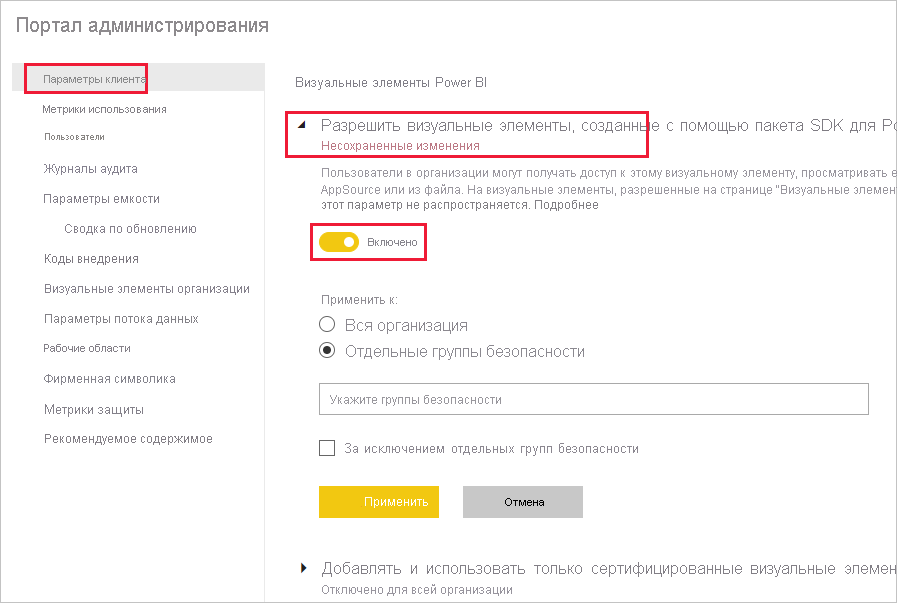 Портал администрирования
Параметры клиента
Метрики использования
Пользователи
Журналы аудита
Параметры емкости
Сводка по обновлению
Коды внедрения
Визуальные элементы организации
Параметры потока данных
Рабочие области
Фирменная символика
Метрики защиты
Рекомендуемое содержимое
Визуальные элементы Power BI
Разрешить визуальные элементы, созданные с помощью пакета SDK для Po
Несохраненные изменения
Пользователи в организации могут получать доступ к этому визуальному элементу, просматривать е
AppSource или из файла. На визуальные элементы, разрешенные на странице "Визуальные элемен
этот параметр не распространяется. Подробнее
Включено
Применить к:
Вся организация
Отдельные группы безопасности
Укажите группы безопасности
За исключением отдельных групп безопасности
Применить
Отмена
Добавлять и использовать только сертифицированные визуальные элемен
Отключено для всей организации